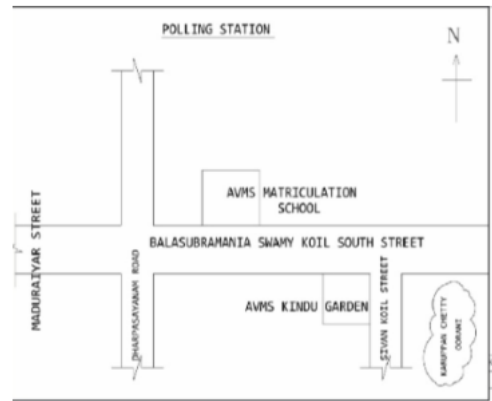 POLLING STATION
N
AVMS MATRICULATION
SCHOOL
BALASUBRAMANIA SWAMY KOIL SOUTH STREET
MADURAIYAR STREET
DHARPASAYANAM ROAD
AVMS KINDU GARDEN
SIVAN KOIL STREET
KARUPPAN CHETTY
OORANI